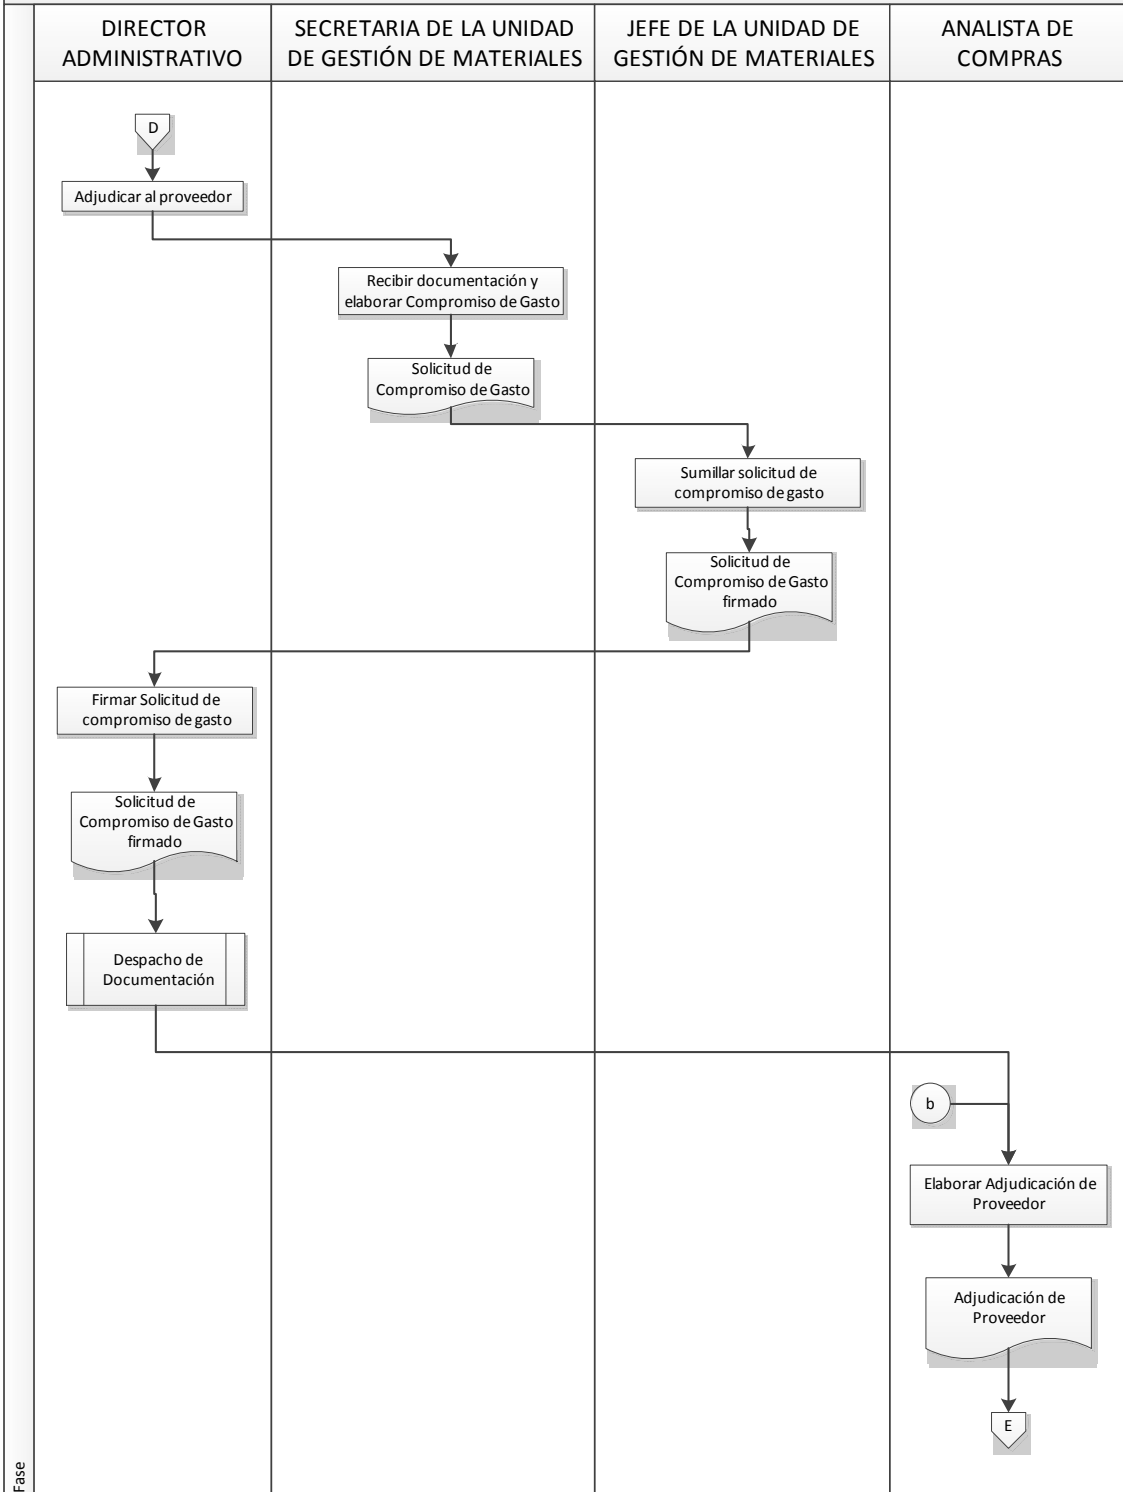 DIRECTOR
ADMINISTRATIVO
SECRETARIA DE LA UNIDAD
DE GESTIÓN DE MATERIALES
JEFE DE LA UNIDAD DE
GESTIÓN DE MATERIALES
ANALISTA DE
COMPRAS
D
Adjudicar al proveedor
Recibir documentación y
elaborar Compromiso de Gasto
Solicitud de
Compromiso de Gasto
Sumillar solicitud de
compromiso de gasto
Solicitud de
Compromiso de Gasto
firmado
Firmar Solicitud de
compromiso de gasto
Solicitud de
Compromiso de Gasto
firmado
Despacho de
Documentación
b
Elaborar Adjudicación de
Proveedor
Adjudicación de
Proveedor
E
Fase